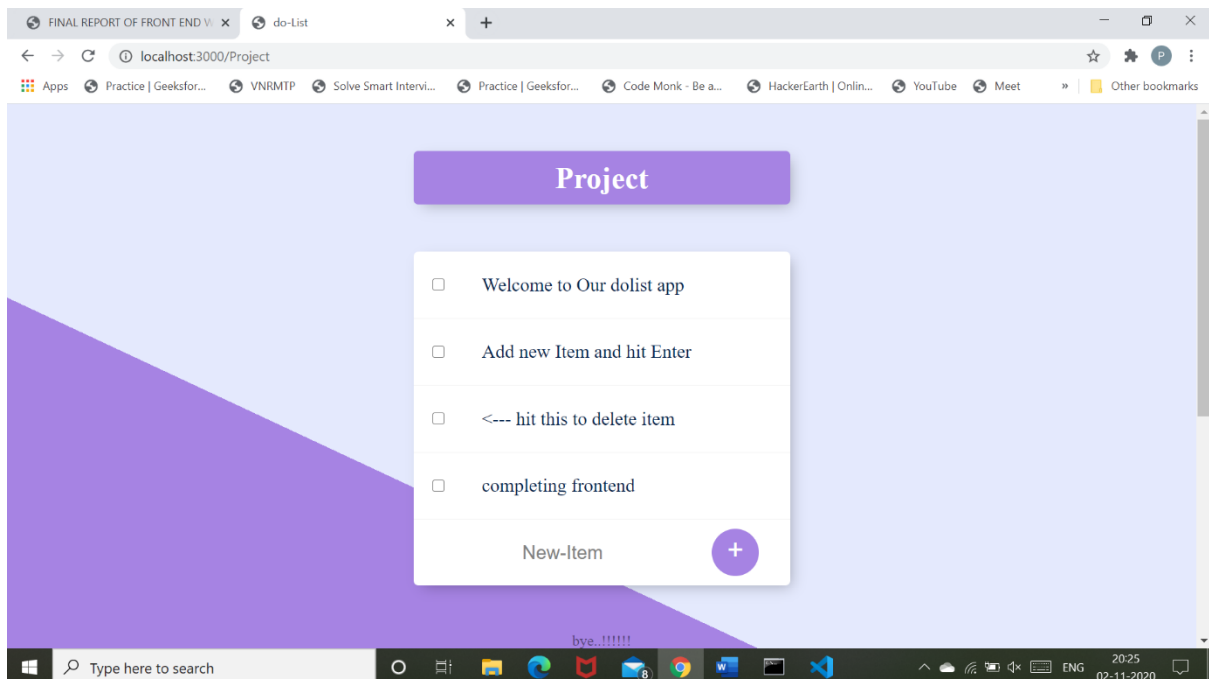 FINAL REPORT OF FRONT END W
do-List
localhost:3000/Project
P
Apps Practice | Geeksfor... VNRMTP Solve Smart Intervi... Practice | Geeksfor... Code Monk - Be a... HackerEarth | Onlin... YouTube Meet » Other bookmarks
Project
Welcome to Our dolist app
Add new Item and hit Enter
<--- hit this to delete item
completing frontend
New-Item +
bye..!!!!!!
Type here to search
8
W
ENG
20:25
02-11-2020